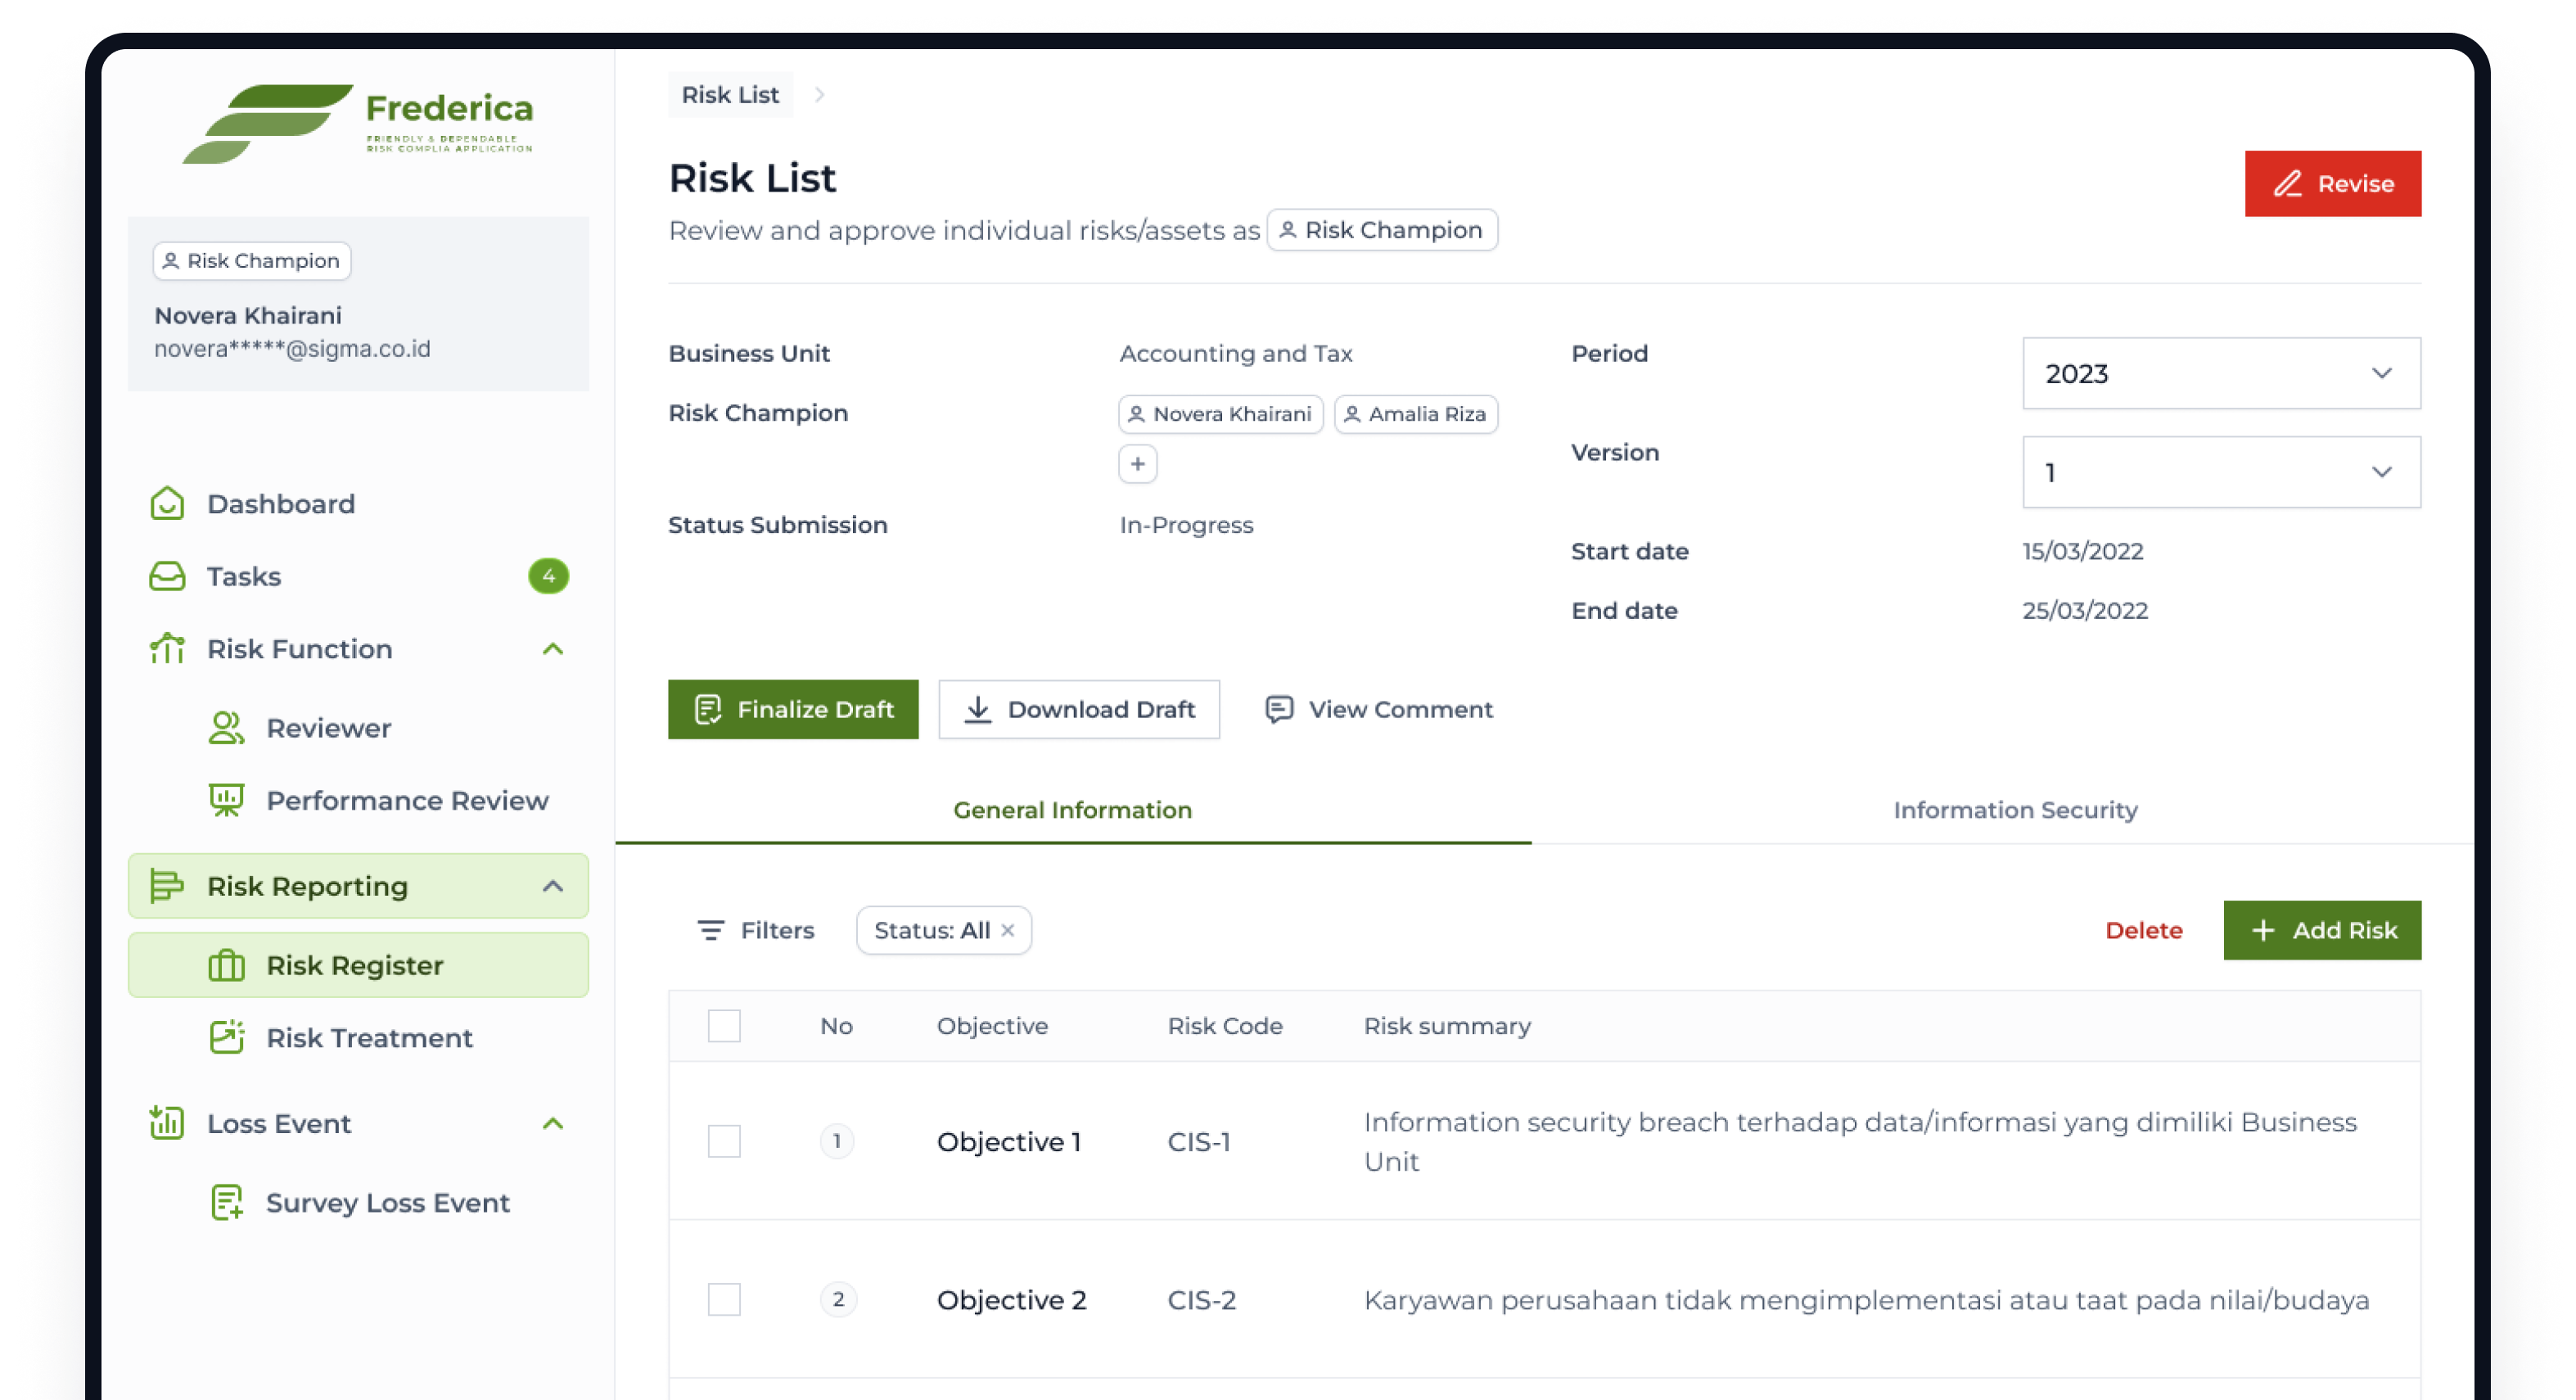 Frederica
FRIENDLY & DEPENDABLE
RISK COMPLIA APPLICATION
Risk Champion
Novera Khairani
novera*****@sigma.co.id
Dashboard
Tasks
4
Risk Function
Reviewer
Performance Review
Risk Reporting
Risk Register
Risk Treatment
Loss Event
Survey Loss Event
Risk List
Risk List
Revise
Review and approve individual risks/assets as Risk Champion
Business Unit
Accounting and Tax
Risk Champion
Novera Khairani Amalia Riza
+
Status Submission
In-Progress
Period
2023
Version
1
Start date
15/03/2022
End date
25/03/2022
Finalize Draft
Download Draft
View Comment
General Information
Information Security
Filters
Status: All ×
Delete
+ Add Risk
No Objective Risk Code Risk summary
1 Objective 1 CIS-1 Information security breach terhadap data/informasi yang dimiliki Business
Unit
2 Objective 2 CIS-2 Karyawan perusahaan tidak mengimplementasi atau taat pada nilai/budaya